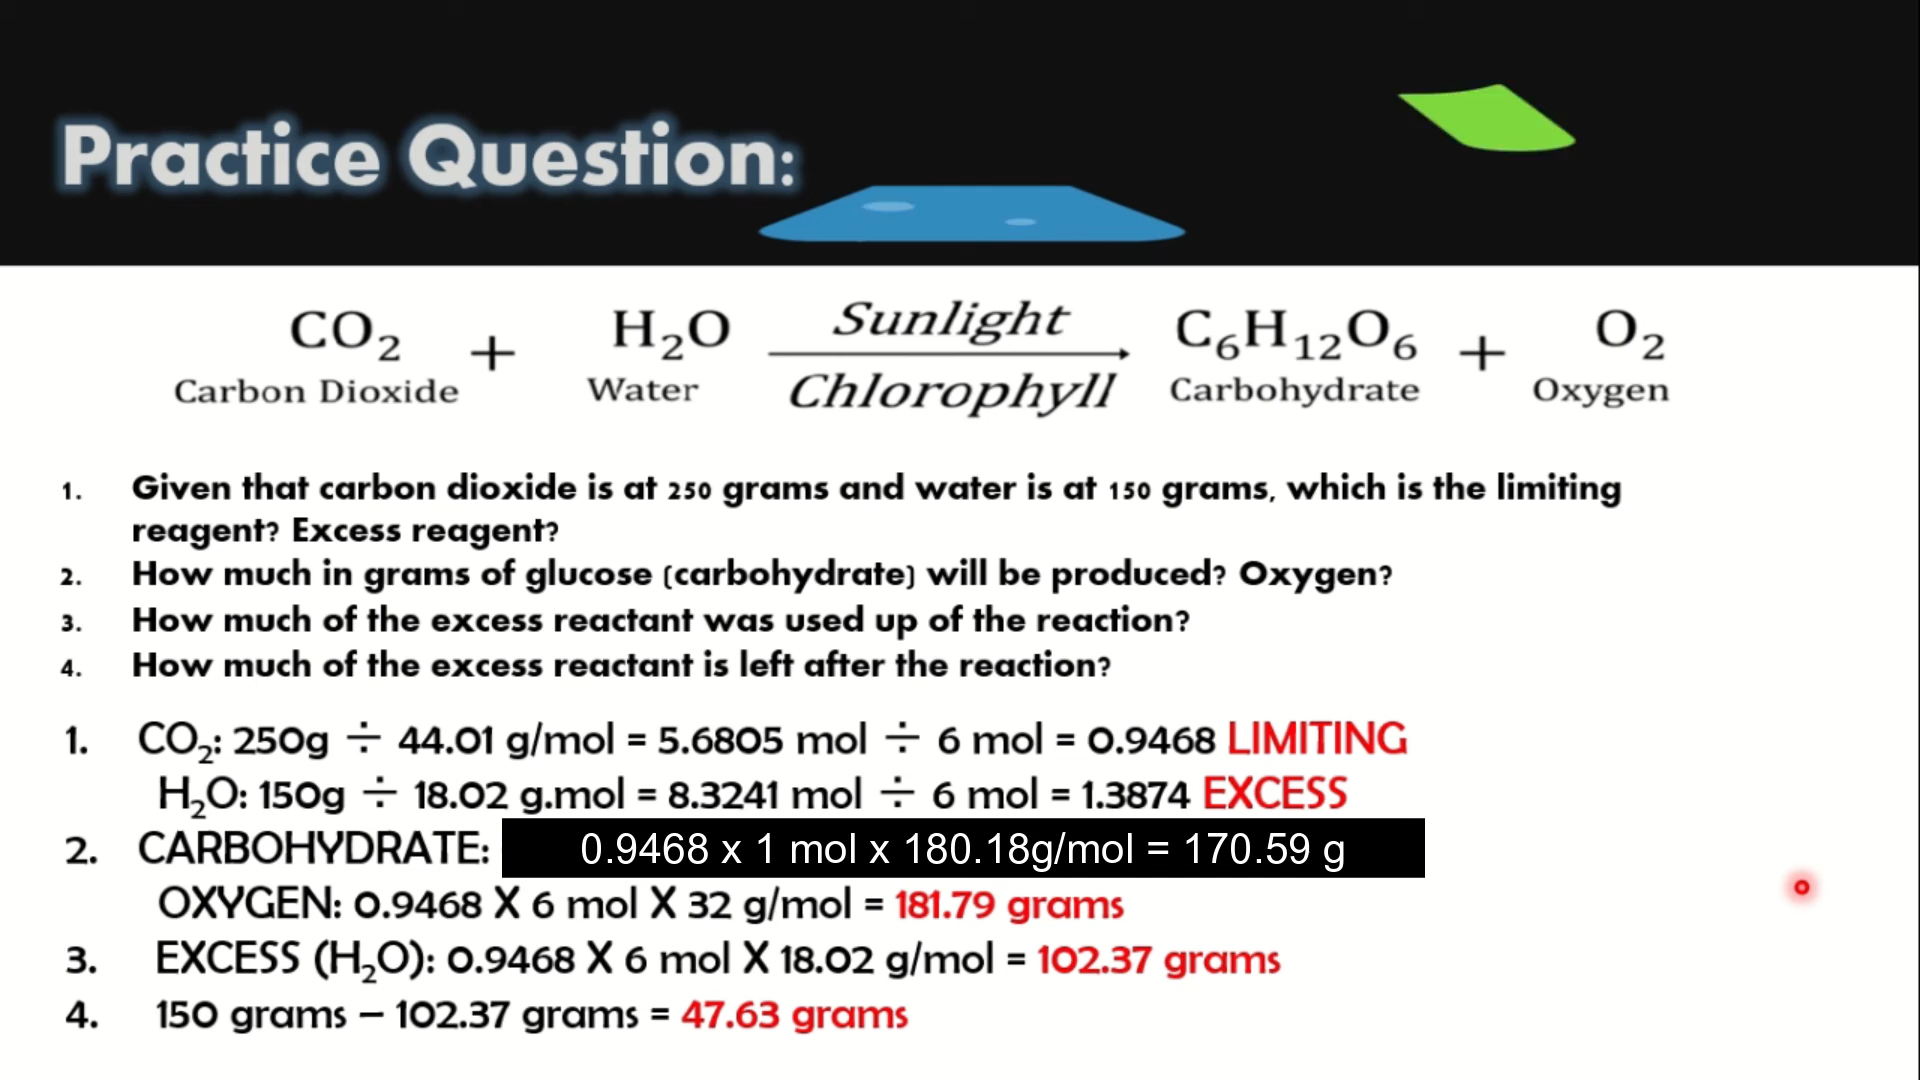 Practice Question:
CO₂ + H₂O Sunlight C₆H₁₂O₆ + O₂
Carbon Dioxide Water Chlorophyll Carbohydrate Oxygen
1. Given that carbon dioxide is at 250 grams and water is at 150 grams, which is the limiting
reagent? Excess reagent?
2. How much in grams of glucose (carbohydrate) will be produced? Oxygen?
3. How much of the excess reactant was used up of the reaction?
4. How much of the excess reactant is left after the reaction?
1. CO₂: 250g ÷ 44.01 g/mol = 5.6805 mol ÷ 6 mol = 0.9468 LIMITING
H₂O: 150g ÷ 18.02 g.mol = 8.3241 mol ÷ 6 mol = 1.3874 EXCESS
2. CARBOHYDRATE: 0.9468 x 1 mol x 180.18g/mol = 170.59 g
OXYGEN: 0.9468 X 6 mol X 32 g/mol = 181.79 grams
3. EXCESS (H₂O): 0.9468 X 6 mol X 18.02 g/mol = 102.37 grams
4. 150 grams – 102.37 grams = 47.63 grams